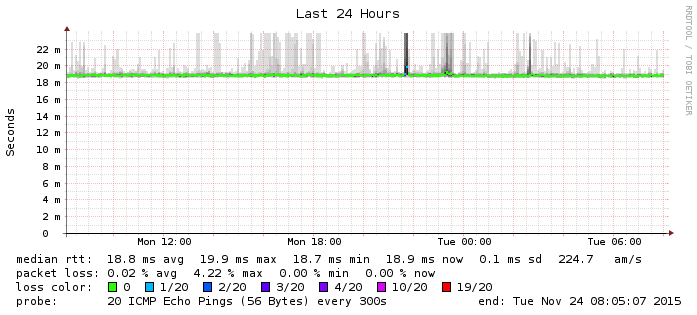 Last 24 Hours
RRDTOOL / TOBI OETIKER
Seconds
22 m
20 m
18 m
16 m
14 m
12 m
10 m
8 m
6 m
4 m
2 m
0
Mon 12:00 Mon 18:00 Tue 00:00 Tue 06:00
median rtt: 18.8 ms avg 19.9 ms max 18.7 ms min 18.9 ms now 0.1 ms sd 224.7 am/s
packet loss: 0.02 % avg 4.22 % max 0.00 % min 0.00 % now
loss color: 0 1/20 2/20 3/20 4/20 10/20 19/20
probe: 20 ICMP Echo Pings (56 Bytes) every 300s end: Tue Nov 24 08:05:07 2015